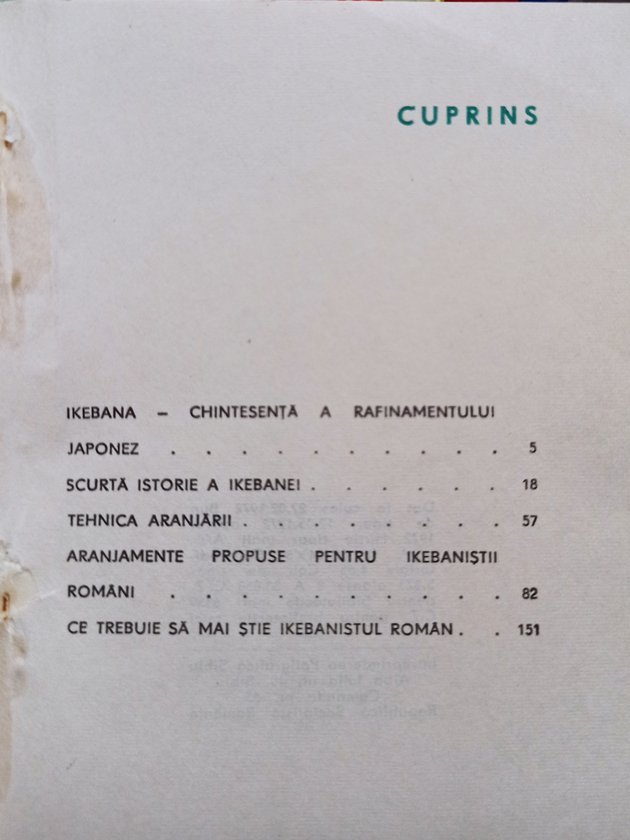 CUPRINS
IKEBANA – CHINTESENȚĂ A RAFINAMENTULUI
JAPONEZ . . . . . . . . . . 5
SCURTĂ ISTORIE A IKEBANEI . . . . . . 18
TEHNICA ARANJĂRII . . . . . . . . 57
ARANJAMENTE PROPUSE PENTRU IKEBANIȘTII
ROMÂNI . . . . . . . . . . 82
CE TREBUIE SĂ MAI ȘTIE IKEBANISTUL ROMÂN . . 151